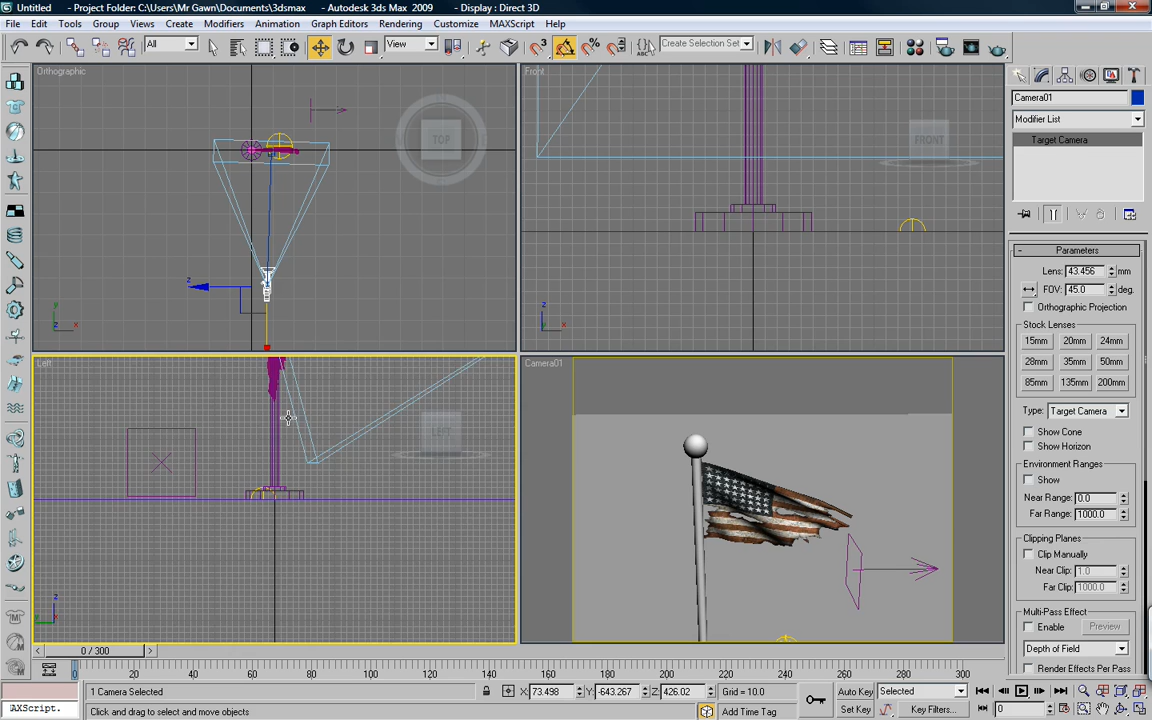 Untitled - Project Folder: C:\Users\Mr Gawn\Documents\3dsmax - Autodesk 3ds Max 2009 - Display : Direct 3D
File Edit Tools Group Views Create Modifiers Animation Graph Editors Rendering Customize MAXScript Help
All View Create Selection Set
Orthographic
TOP
Front
FRONT
Left
LEFT
Camera01
Camera01
Modifier List
Target Camera
- Parameters
Lens: 43.456 mm
FOV: 45.0 deg.
Orthographic Projection
Stock Lenses
15mm 20mm 24mm
28mm 35mm 50mm
85mm 135mm 200mm
Type: Target Camera
Show Cone
Show Horizon
Environment Ranges
Show
Near Range: 0.0
Far Range: 1000.0
Clipping Planes
Clip Manually
Near Clip: 1.0
Far Clip: 1000.0
Multi-Pass Effect
Enable Preview
Depth of Field
Render Effects Per Pass
0 / 300
0 20 40 60 80 100 120 140 160 180 200 220 240 260 280 300
1 Camera Selected X: 73.498 Y: -643.267 Z: 426.02 Grid = 10.0 Auto Key Selected
AXScript. Click and drag to select and move objects Add Time Tag Set Key Key Filters... 0